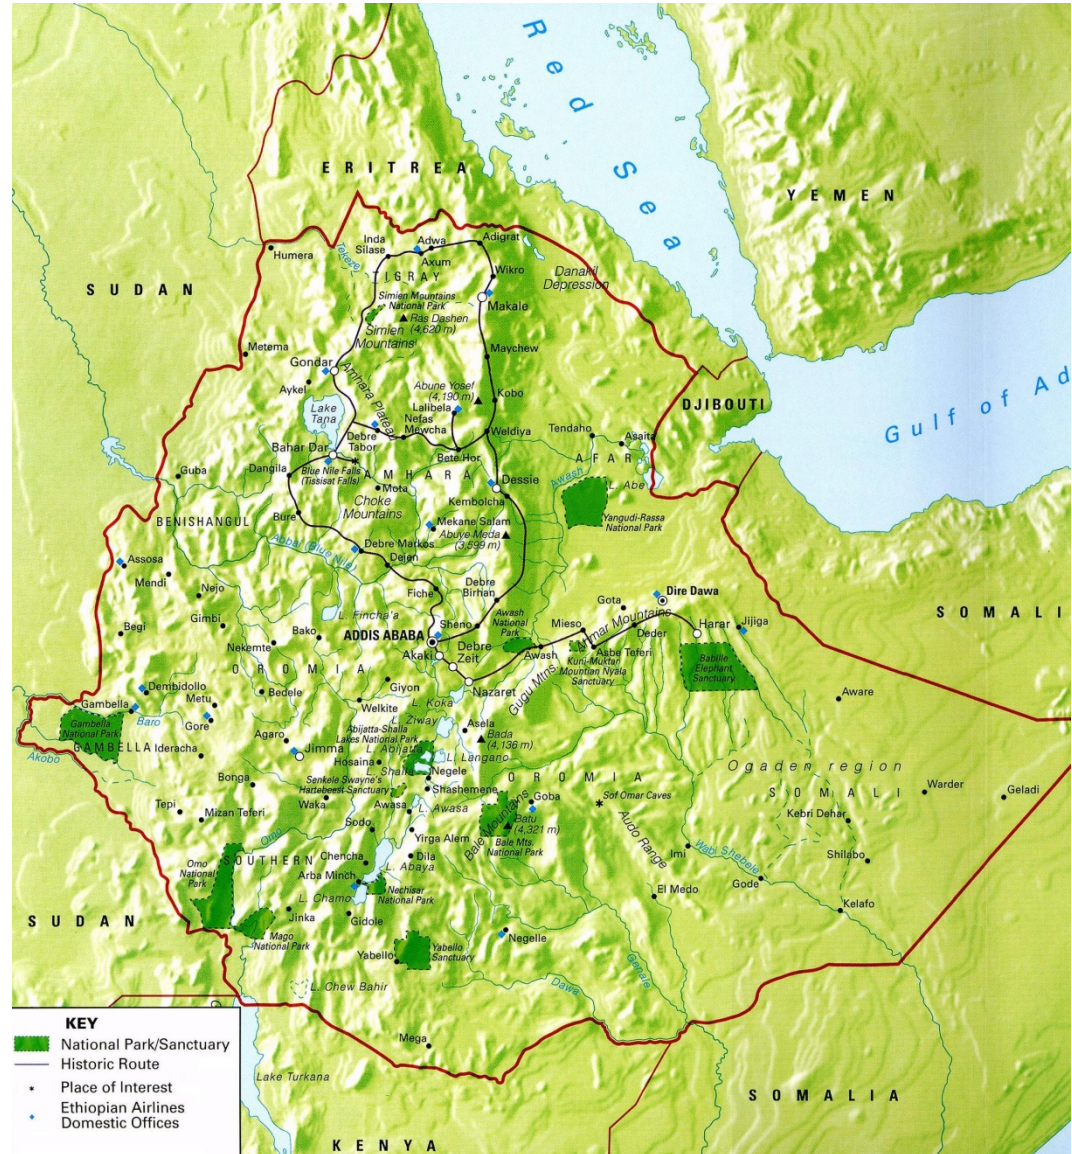 Red Sea
ERITREA
YEMEN
Humera
Inda
Silase
Adwa
Axum
Adigrat
Tekeze
TIGRAY
Wikro
Danakil
Depression
SUDAN
Simien Mountains
National Park
Makale
Ras Dashen
(4,620 m)
Simien
Mountains
Metema
Maychew
Gondar
Amhara Plateau
Aykel
Abune Yosef
(4,190 m)
Kobo
DJIBOUTI
Gulf of Ad
Lake
Tana
Lalibela
Nefas
Mewcha
Debre
Tabor
Weldiya
Tendaho
Asaita
Bahar Dar
Bete Hor
AFAR
Blue Nile Falls
(Tissisat Falls)
AMHARA
Dangila
Guba
Awash
L. Abe
Mota
Dessie
Kembolcha
Choke
Mountains
Yangudi-Rassa
National Park
Bure
BENISHANGUL
Mekane Salam
Abuye Meda
(3,599 m)
Abbai (Blue Nile)
Debre Markos
Dejen
Assosa
Mendi
Nejo
Fiche
Debre
Birhan
Dire Dawa
Gota
L. Fincha'a
Gimbi
Begi
Sheno
Awash
National
Park
Mieso
Ahmar Mountains
Harar
Jijiga
SOMALI
Bako
ADDIS ABABA
Deder
Nekemte
Akaki
Debre
Zeit
Awash
Asbe Teferi
Kuni-Muktar
Mountian Nyala
Sanctuary
Babille
Elephant
Sanctuary
OROMIA
Gugu Mtns.
Dembidollo
Bedele
Giyon
Nazaret
Aware
Gambella
Metu
Welkite
L. Koka
Baro
Gore
L. Ziway
Asela
Gambella
National Park
Agaro
Abijatta-Shalla
Lakes National Park
Bada
(4,136 m)
GAMBELLA
Ideracha
Jimma
L. Abijatta
L. Langano
Akobo
Hosaina
L. Shalla
Negele
OROMIA
Ogaden region
Bonga
Senkele Swayne's
Hartebeest Sanctuary
Shashemene
SOMALI
Warder
Geladi
Tepi
Waka
Awasa
L. Awasa
Goba
Sof Omar Caves
Mizan Teferi
Batu
(4,321 m)
Kebri Dehar
Omo
Sodo
Bale Mountains
Bale Mts.
National Park
Audo Range
Yirga Alem
SOUTHERN
Omo
National
Park
Chencha
Dila
Imi
Wabi Shebele
Shilabo
L. Abaya
Arba Minch
Gode
L. Chamo
Nechisar
National Park
El Medo
Kelafo
SUDAN
Jinka
Gidole
Mago
National Park
Negelle
Yabello
Yabello
Sanctuary
Genale
L. Chew Bahir
Dawa
Mega
KEY
National Park/Sanctuary
Historic Route
Place of Interest
Ethiopian Airlines
Domestic Offices
Lake Turkana
SOMALIA
KENYA